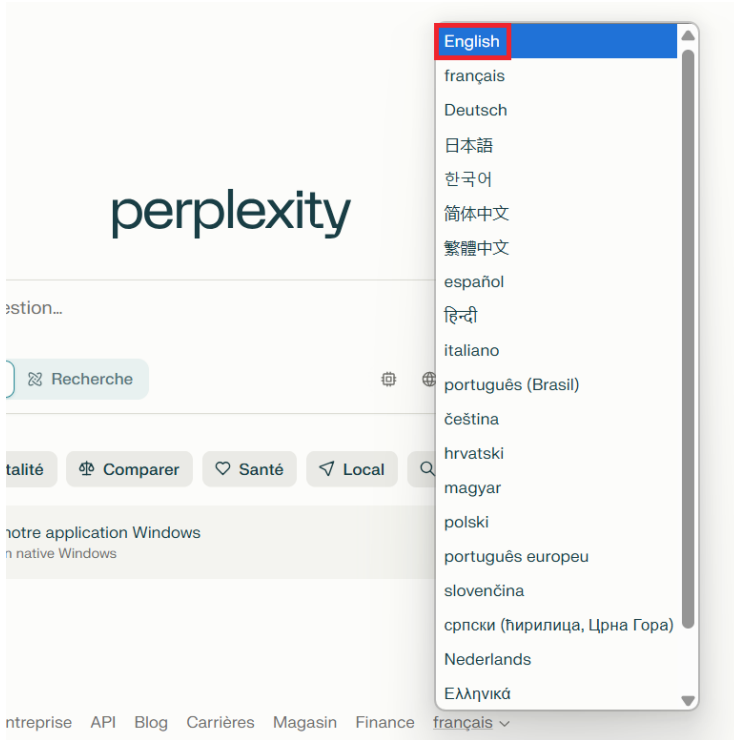 perplexity
estion...
Recherche
talité
Comparer
Santé
Local
notre application Windows
n native Windows
ntreprise API Blog Carrières Magasin Finance français
English
français
Deutsch
日本語
한국어
简体中文
繁體中文
español
हिन्दी
italiano
português (Brasil)
čeština
hrvatski
magyar
polski
português europeu
slovenčina
српски (ћирилица, Црна Гора)
Nederlands
Ελληνικά